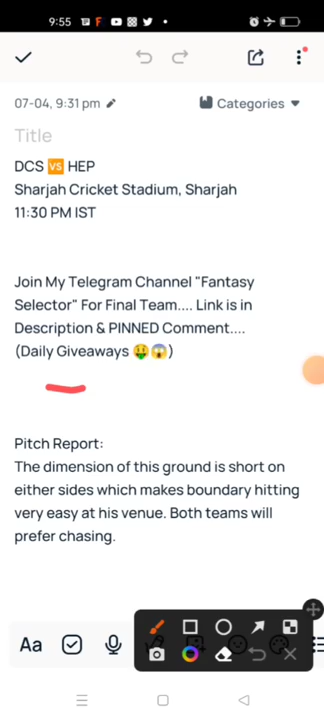 9:55
07-04, 9:31 pm
Categories
Title
DCS 🆚 HEP
Sharjah Cricket Stadium, Sharjah
11:30 PM IST
Join My Telegram Channel "Fantasy
Selector" For Final Team.... Link is in
Description & PINNED Comment....
(Daily Giveaways 🤑😱)
Pitch Report:
The dimension of this ground is short on
either sides which makes boundary hitting
very easy at his venue. Both teams will
prefer chasing.
Aa